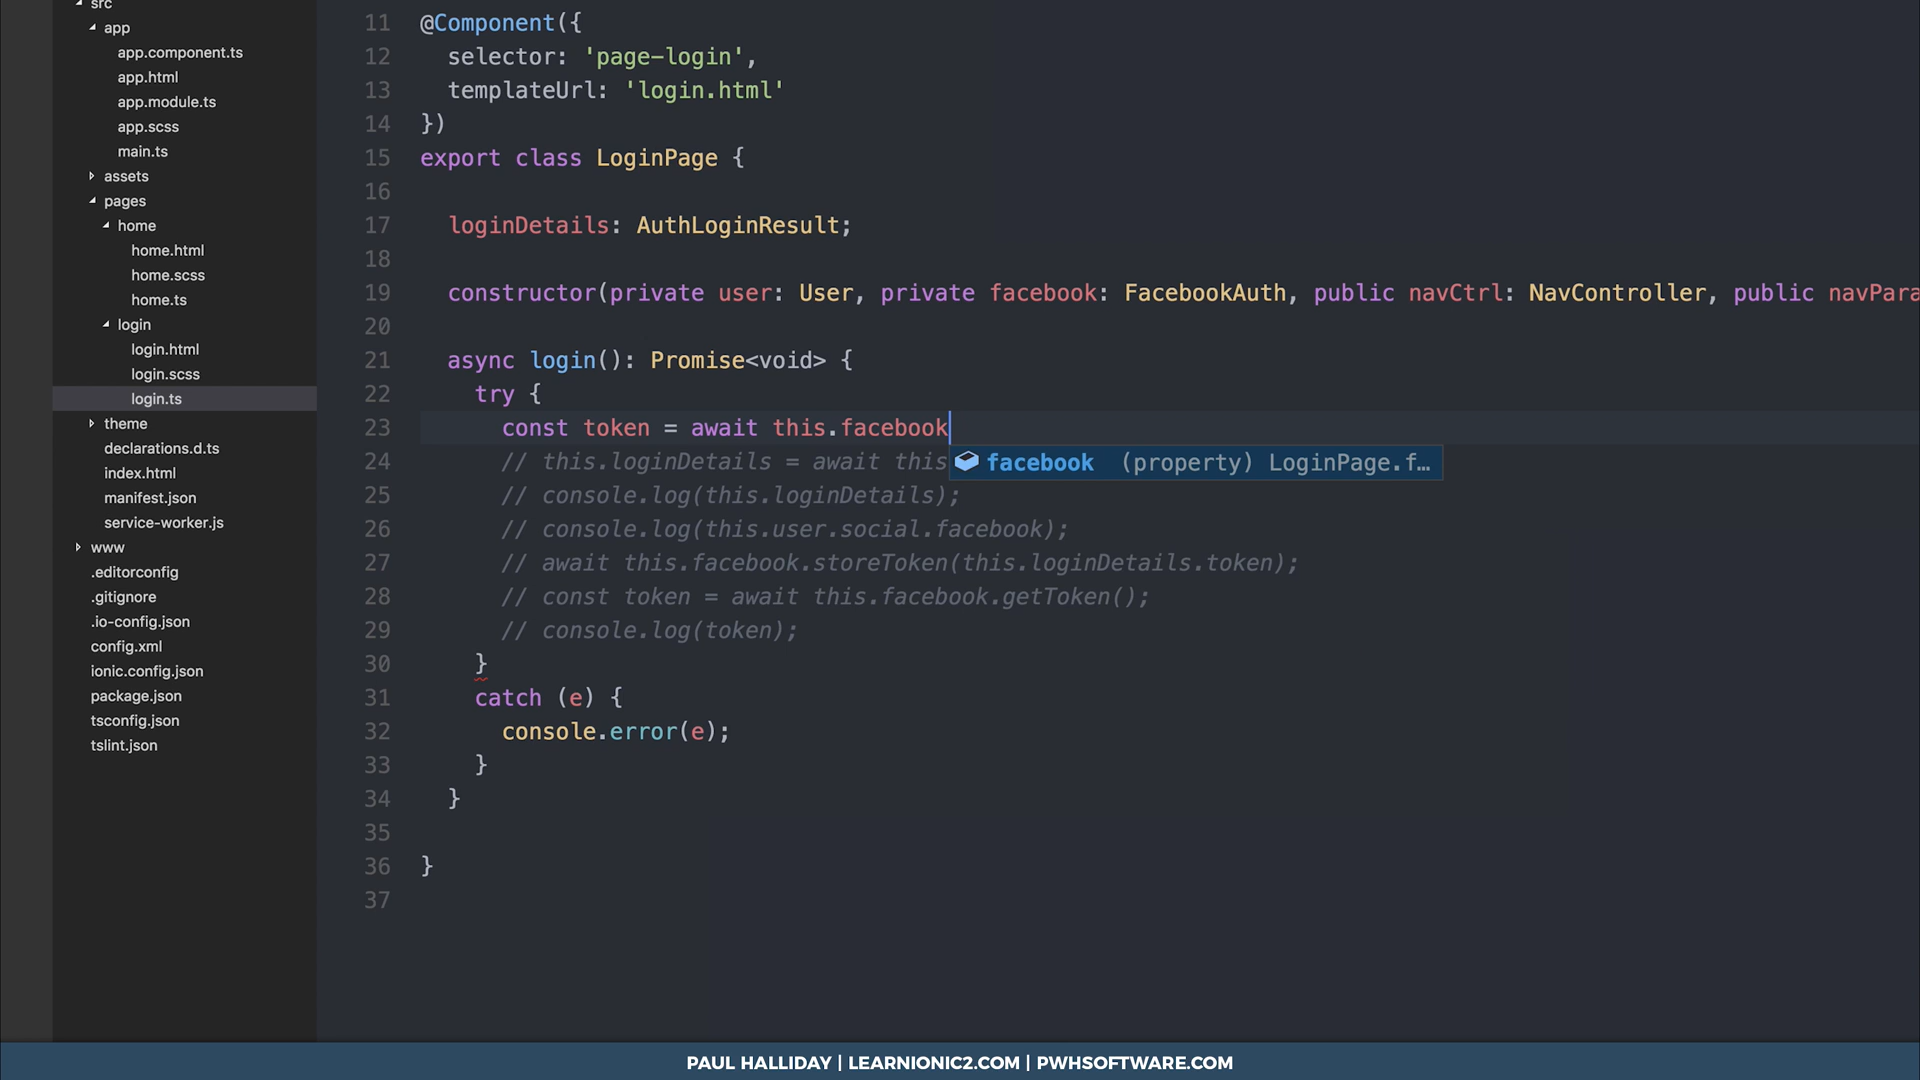 src
app
app.component.ts
app.html
app.module.ts
app.scss
main.ts
assets
pages
home
home.html
home.scss
home.ts
login
login.html
login.scss
login.ts
theme
declarations.d.ts
index.html
manifest.json
service-worker.js
www
.editorconfig
.gitignore
.io-config.json
config.xml
ionic.config.json
package.json
tsconfig.json
tslint.json
11 @Component({
12 selector: 'page-login',
13 templateUrl: 'login.html'
14 })
15 export class LoginPage {
16
17 loginDetails: AuthLoginResult;
18
19 constructor(private user: User, private facebook: FacebookAuth, public navCtrl: NavController, public navPara
20
21 async login(): Promise<void> {
22 try {
23 const token = await this.facebook
24 // this.loginDetails = await this
facebook (property) LoginPage.f…
25 // console.log(this.loginDetails);
26 // console.log(this.user.social.facebook);
27 // await this.facebook.storeToken(this.loginDetails.token);
28 // const token = await this.facebook.getToken();
29 // console.log(token);
30 }
31 catch (e) {
32 console.error(e);
33 }
34 }
35
36 }
37
PAUL HALLIDAY | LEARNIONIC2.COM | PWHSOFTWARE.COM